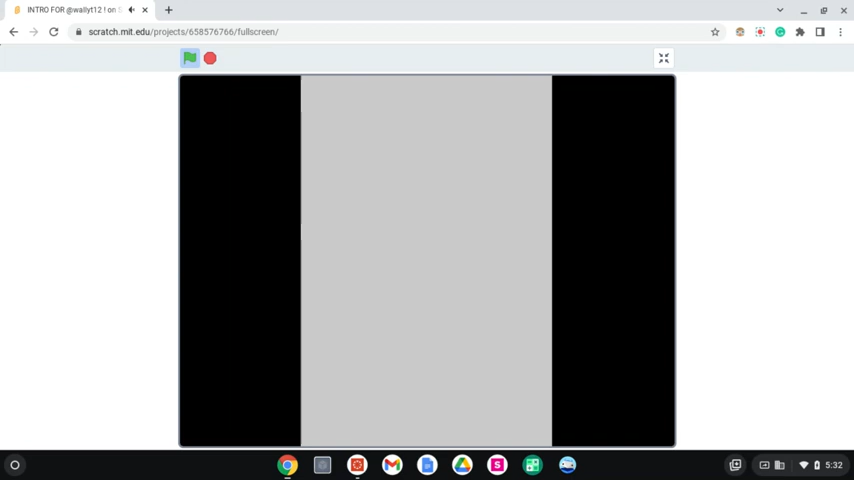 INTRO FOR @wallyt12 ! on S
scratch.mit.edu/projects/658576766/fullscreen/
S
5:32